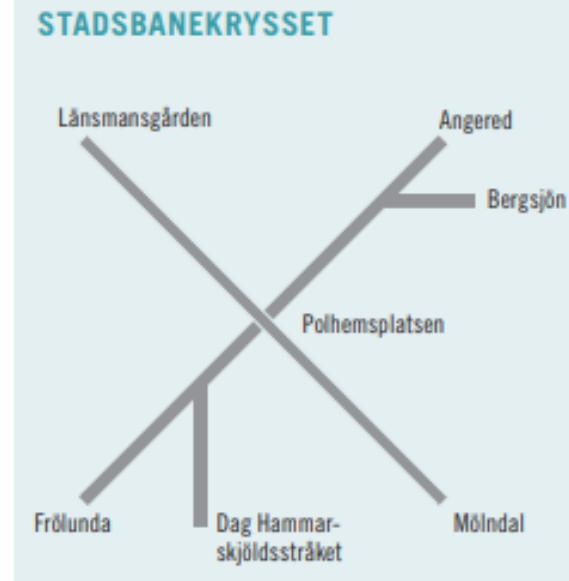 STADSBANEKRYSSET
Länsmansgården
Angered
Bergsjön
Polhemsplatsen
Frölunda
Dag Hammar-
skjöldsstråket
Mölndal